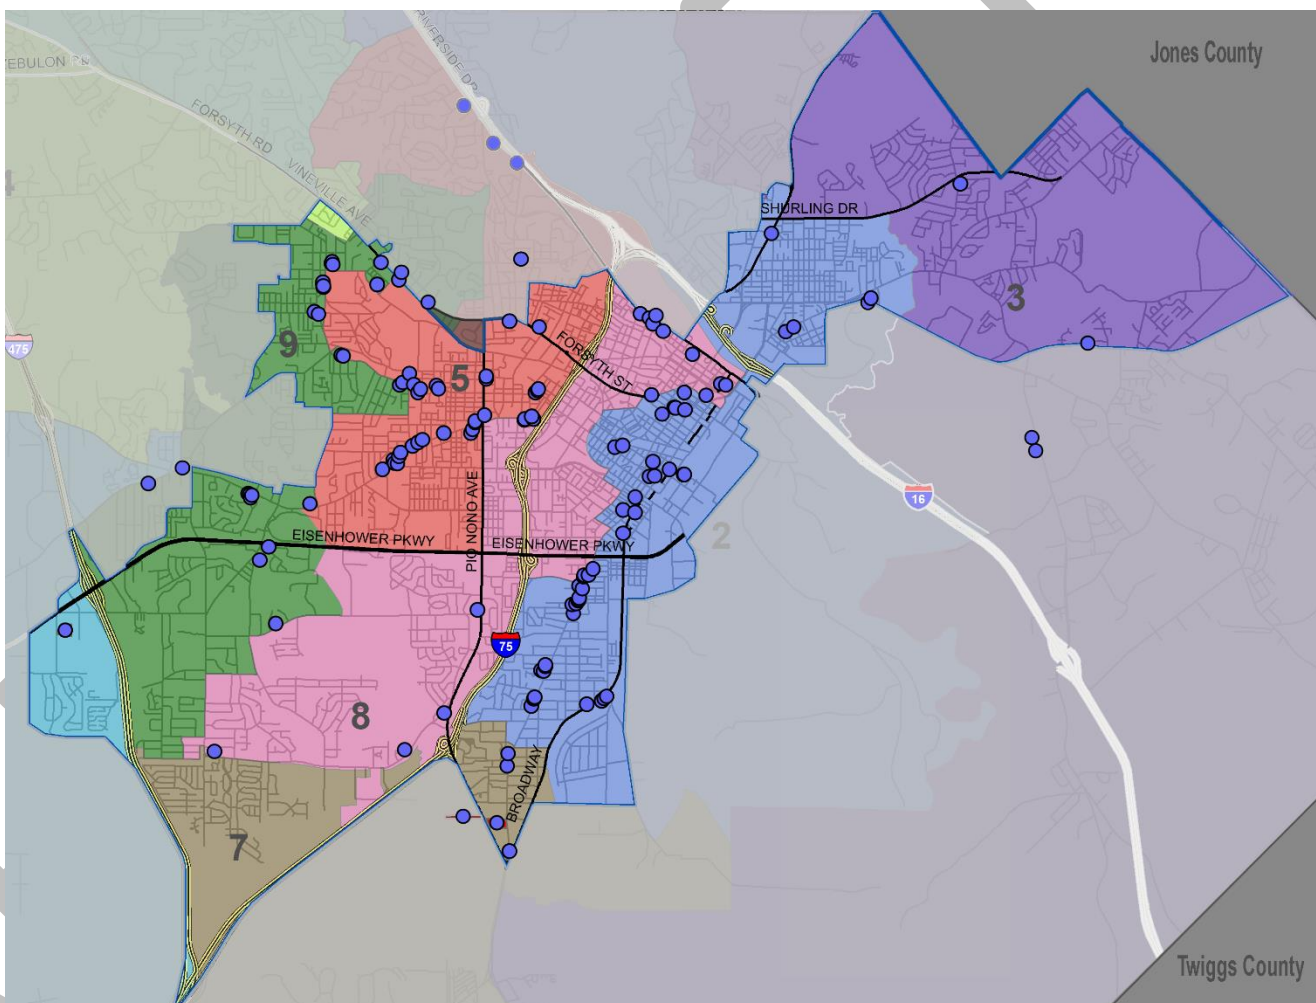 Jones County
EBULON RD
RIVERSIDE DR
FORSYTH RD
VINEVILLE AVE
4
SHURLING DR
3
475
9
FORSYTH ST
5
PIO NONO AVE
16
2
EISENHOWER PKWY
EISENHOWER PKWY
75
8
BROADWAY
7
Twiggs County